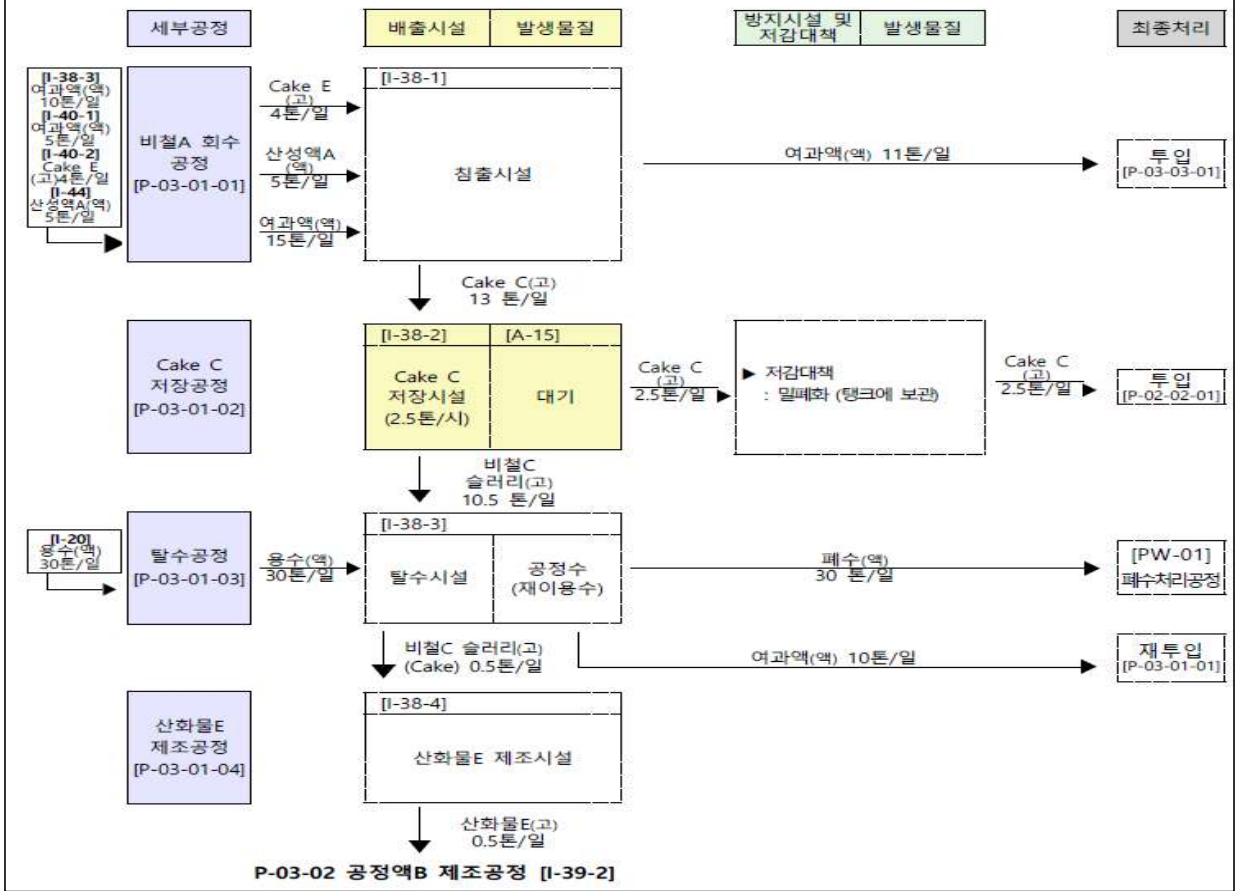 세부공정
배출시설
발생물질
방지시설 및
저감대책
발생물질
최종처리
[I-38-3]
여과액(액)
10톤/일
[I-40-1]
여과액(액)
5톤/일
[I-40-2]
Cake E
(고)4톤/일
[I-44]
산성액A(액)
5톤/일
비철A 회수
공정
[P-03-01-01]
Cake E
(고)
4톤/일
산성액A
(액)
5톤/일
여과액(액)
15톤/일
[I-38-1]
침출시설
여과액(액) 11톤/일
투입
[P-03-03-01]
Cake C(고)
13 톤/일
Cake C
저장공정
[P-03-01-02]
[I-38-2]
[A-15]
Cake C
저장시설
(2.5톤/시)
대기
Cake C
(고)
2.5톤/일
▶ 저감대책
: 밀폐화 (탱크에 보관)
Cake C
(고)
2.5톤/일
투입
[P-02-02-01]
비철C
슬러리(고)
10.5 톤/일
[I-20]
용수(액)
30톤/일
탈수공정
[P-03-01-03]
용수(액)
30톤/일
[I-38-3]
탈수시설
공정수
(재이용수)
폐수(액)
30 톤/일
[PW-01]
폐수처리공정
비철C 슬러리(고)
(Cake) 0.5톤/일
여과액(액) 10톤/일
재투입
[P-03-01-01]
산화물E
제조공정
[P-03-01-04]
[I-38-4]
산화물E 제조시설
산화물E(고)
0.5톤/일
P-03-02 공정액B 제조공정 [I-39-2]